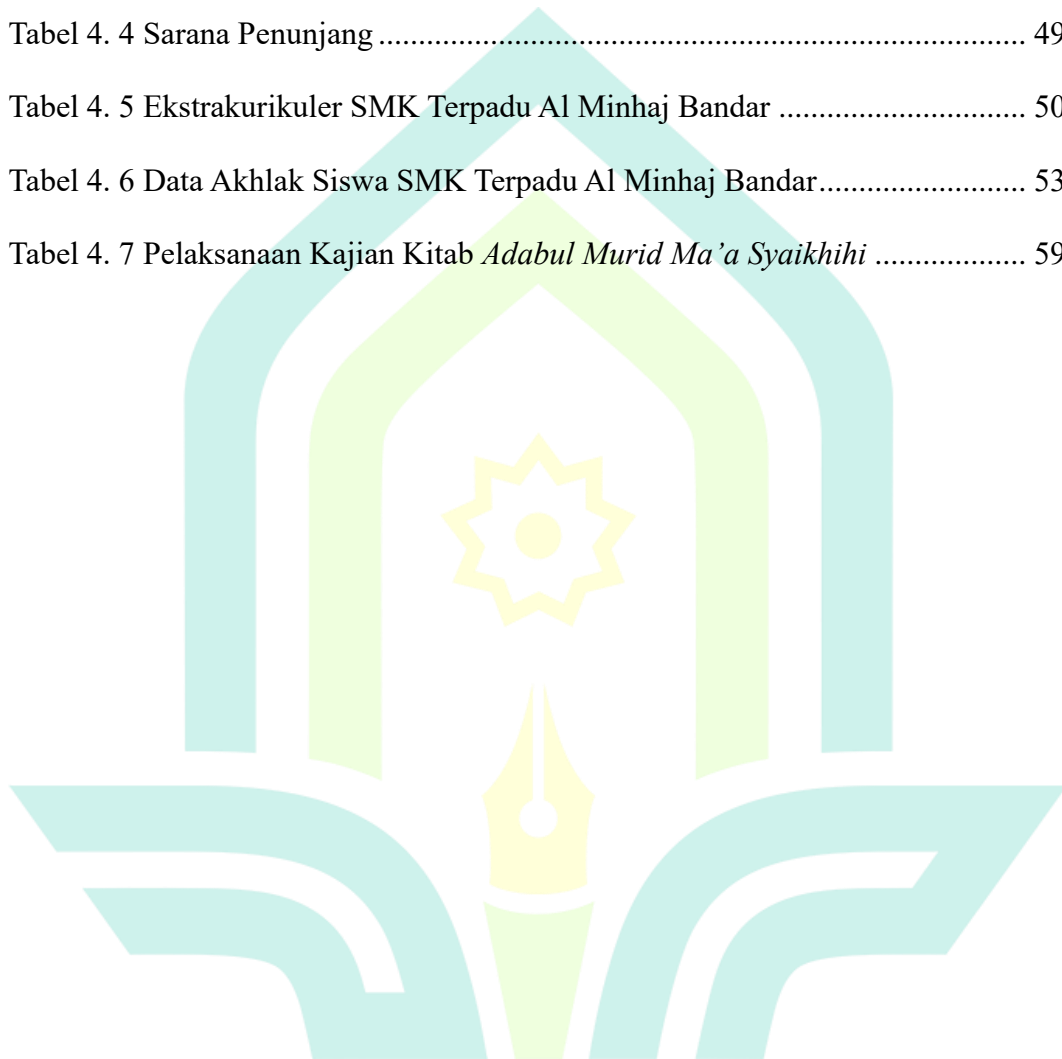 Tabel 4. 4 Sarana Penunjang .................................................................... 49
Tabel 4. 5 Ekstrakurikuler SMK Terpadu Al Minhaj Bandar .......................... 50
Tabel 4. 6 Data Akhlak Siswa SMK Terpadu Al Minhaj Bandar...................... 53
Tabel 4. 7 Pelaksanaan Kajian Kitab Adabul Murid Ma’a Syaikhihi ................ 59